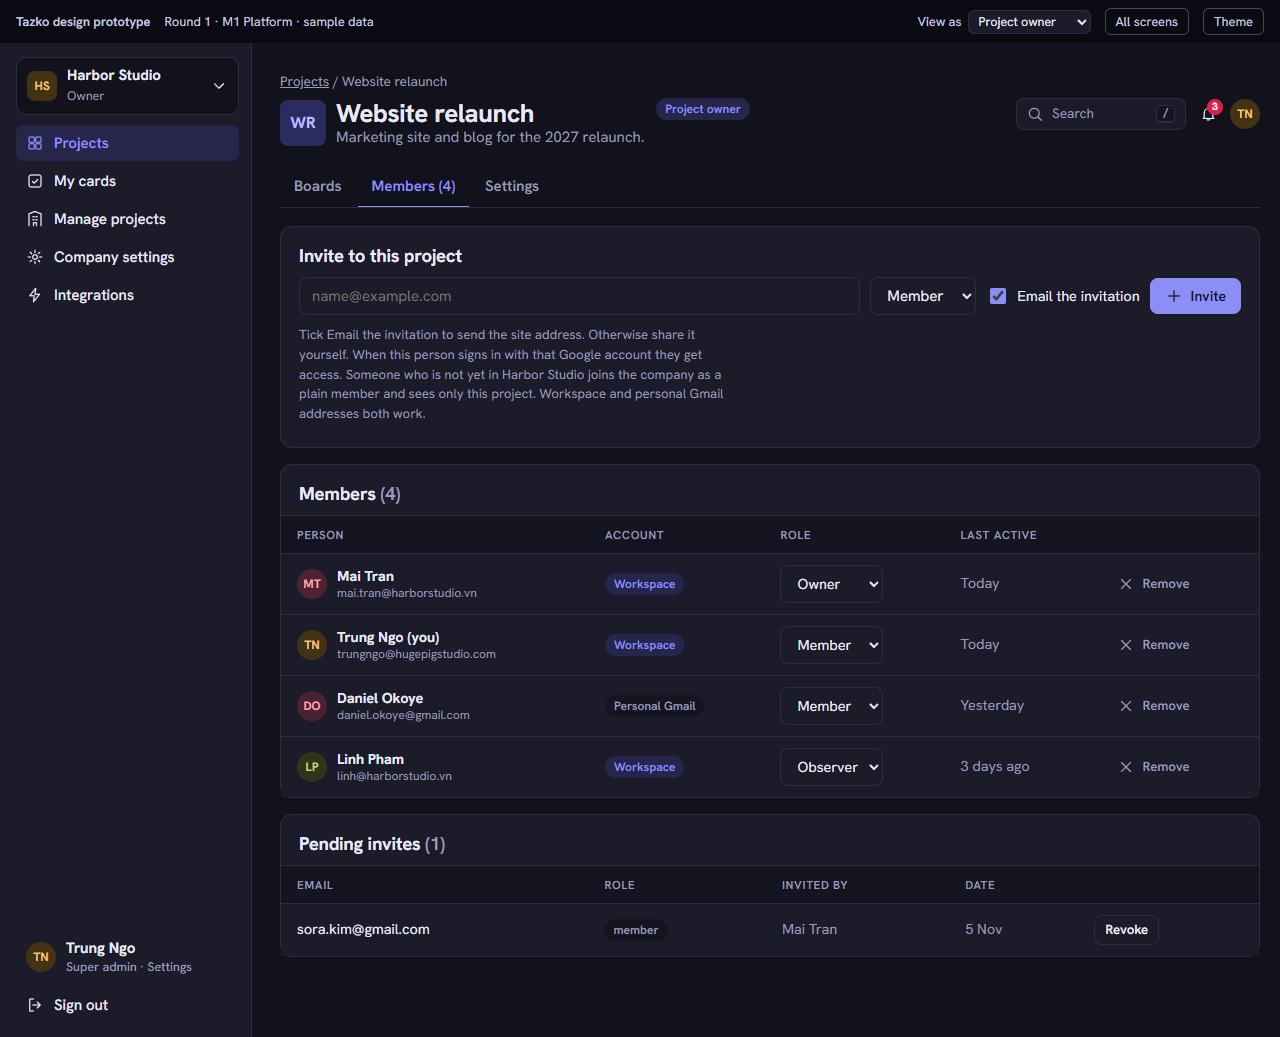 Tazko design prototype Round 1 · M1 Platform · sample data View as Project owner All screens Theme
HS Harbor Studio
Owner
Projects
My cards
Manage projects
Company settings
Integrations
TN Trung Ngo
Super admin · Settings
Sign out
Projects / Website relaunch
WR Website relaunch Project owner
Marketing site and blog for the 2027 relaunch.
Search / 3 TN
Boards Members (4) Settings
Invite to this project
name@example.com Member Email the invitation Invite
Tick Email the invitation to send the site address. Otherwise share it
yourself. When this person signs in with that Google account they get
access. Someone who is not yet in Harbor Studio joins the company as a
plain member and sees only this project. Workspace and personal Gmail
addresses both work.
Members (4)
PERSON ACCOUNT ROLE LAST ACTIVE
MT Mai Tran Workspace Owner Today Remove
mai.tran@harborstudio.vn
TN Trung Ngo (you) Workspace Member Today Remove
trungngo@hugepigstudio.com
DO Daniel Okoye Personal Gmail Member Yesterday Remove
daniel.okoye@gmail.com
LP Linh Pham Workspace Observer 3 days ago Remove
linh@harborstudio.vn
Pending invites (1)
EMAIL ROLE INVITED BY DATE
sora.kim@gmail.com member Mai Tran 5 Nov Revoke